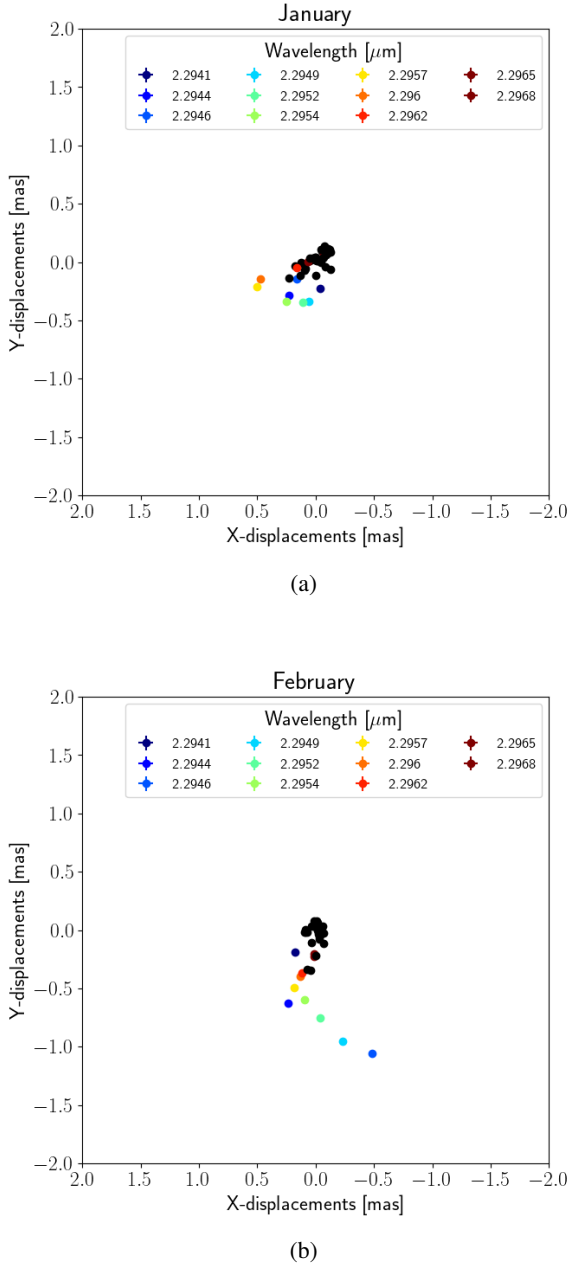 January
2.0
1.5
1.0
0.5
0.0
−0.5
−1.0
−1.5
−2.0
Y-displacements [mas]
Wavelength [μm]
2.2941 2.2949 2.2957 2.2965
2.2944 2.2952 2.296 2.2968
2.2946 2.2954 2.2962
2.0 1.5 1.0 0.5 0.0 −0.5 −1.0 −1.5 −2.0
X-displacements [mas]
(a)
February
2.0
1.5
1.0
0.5
0.0
−0.5
−1.0
−1.5
−2.0
Y-displacements [mas]
Wavelength [μm]
2.2941 2.2949 2.2957 2.2965
2.2944 2.2952 2.296 2.2968
2.2946 2.2954 2.2962
2.0 1.5 1.0 0.5 0.0 −0.5 −1.0 −1.5 −2.0
X-displacements [mas]
(b)